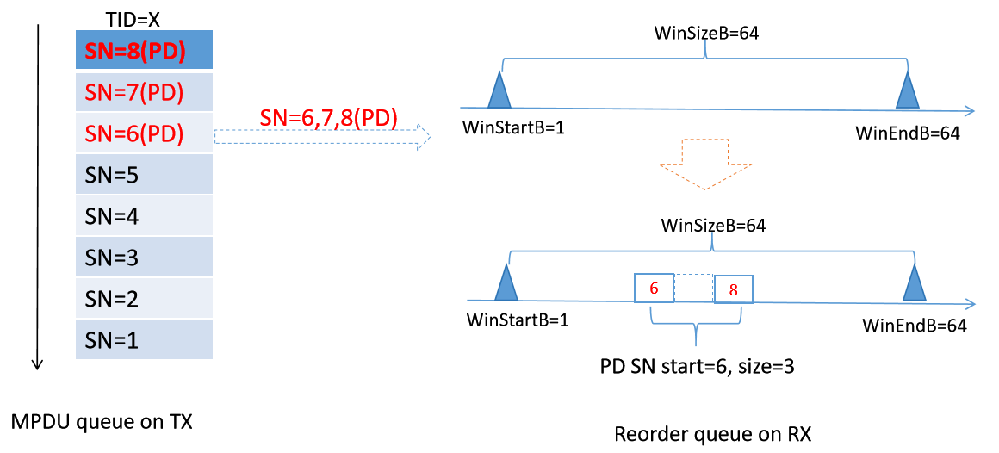 TID=X
SN=8(PD)
SN=7(PD)
SN=6(PD)
SN=5
SN=4
SN=3
SN=2
SN=1
MPDU queue on TX
SN=6,7,8(PD)
WinSizeB=64
WinStartB=1
WinEndB=64
WinSizeB=64
6
8
WinStartB=1
WinEndB=64
PD SN start=6, size=3
Reorder queue on RX